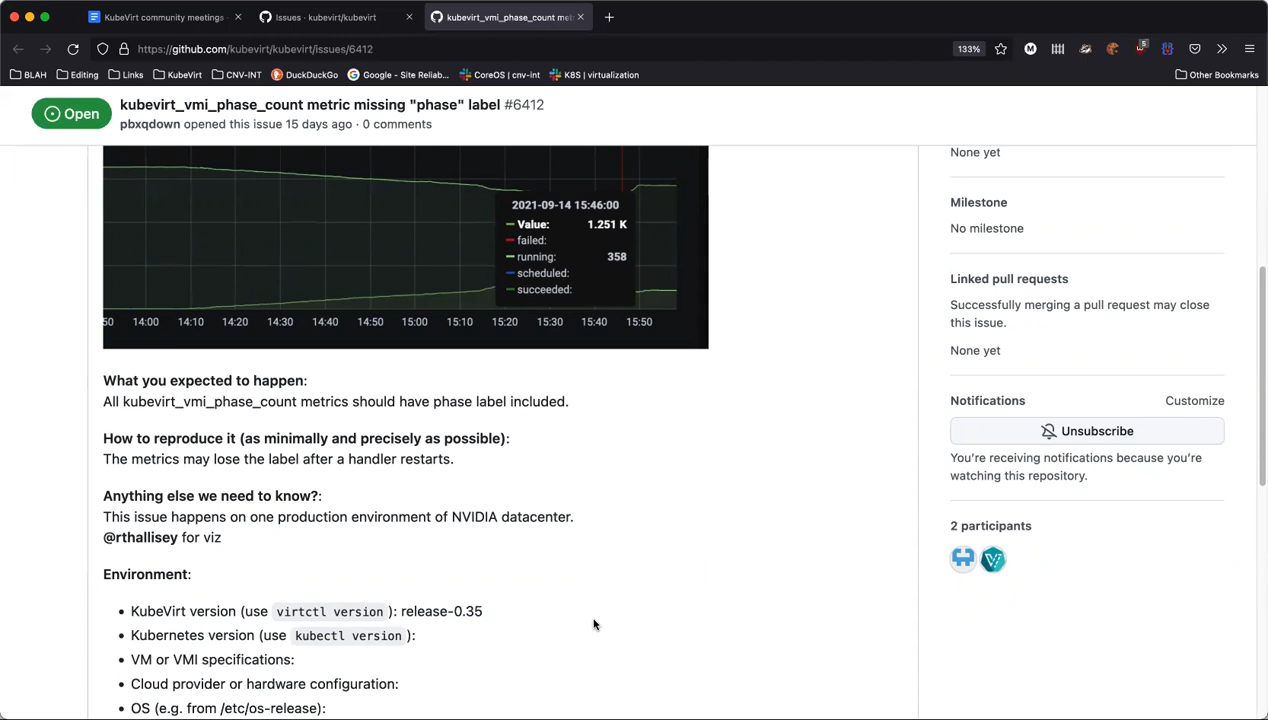 KubeVirt community meetings
Issues · kubevirt/kubevirt
kubevirt_vmi_phase_count met
https://github.com/kubevirt/kubevirt/issues/6412
133%
M
5
BLAH
Editing
Links
KubeVirt
CNV-INT
DuckDuckGo
Google - Site Reliab...
CoreOS | cnv-int
K8S | virtualization
Other Bookmarks
Open
kubevirt_vmi_phase_count metric missing "phase" label #6412
pbxqdown opened this issue 15 days ago · 0 comments
2021-09-14 15:46:00
Value: 1.251 K
failed:
running: 358
scheduled:
succeeded:
50 14:00 14:10 14:20 14:30 14:40 14:50 15:00 15:10 15:20 15:30 15:40 15:50
What you expected to happen:
All kubevirt_vmi_phase_count metrics should have phase label included.
How to reproduce it (as minimally and precisely as possible):
The metrics may lose the label after a handler restarts.
Anything else we need to know?:
This issue happens on one production environment of NVIDIA datacenter.
@rthallisey for viz
Environment:
• KubeVirt version (use virtctl version ): release-0.35
• Kubernetes version (use kubectl version ):
• VM or VMI specifications:
• Cloud provider or hardware configuration:
• OS (e.g. from /etc/os-release):
None yet
Milestone
No milestone
Linked pull requests
Successfully merging a pull request may close
this issue.
None yet
Notifications
Customize
Unsubscribe
You're receiving notifications because you're
watching this repository.
2 participants